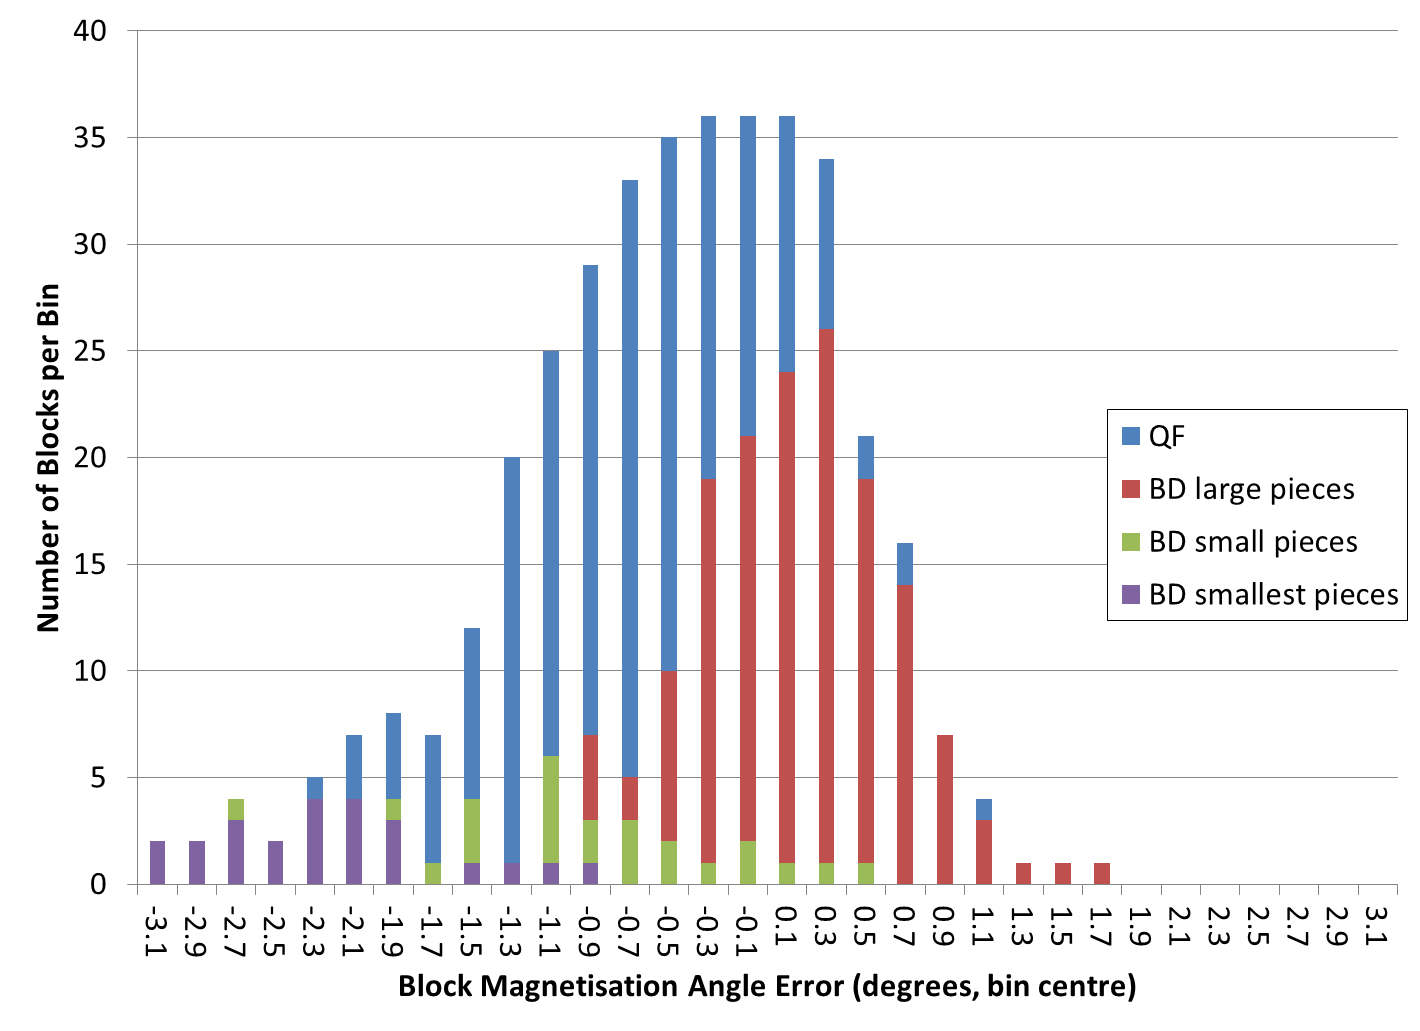 40
35
30
25
20
15
10
5
0
Number of Blocks per Bin
QF
BD large pieces
BD small pieces
BD smallest pieces
-3.1 -2.9 -2.7 -2.5 -2.3 -2.1 -1.9 -1.7 -1.5 -1.3 -1.1 -0.9 -0.7 -0.5 -0.3 -0.1 0.1 0.3 0.5 0.7 0.9 1.1 1.3 1.5 1.7 1.9 2.1 2.3 2.5 2.7 2.9 3.1
Block Magnetisation Angle Error (degrees, bin centre)